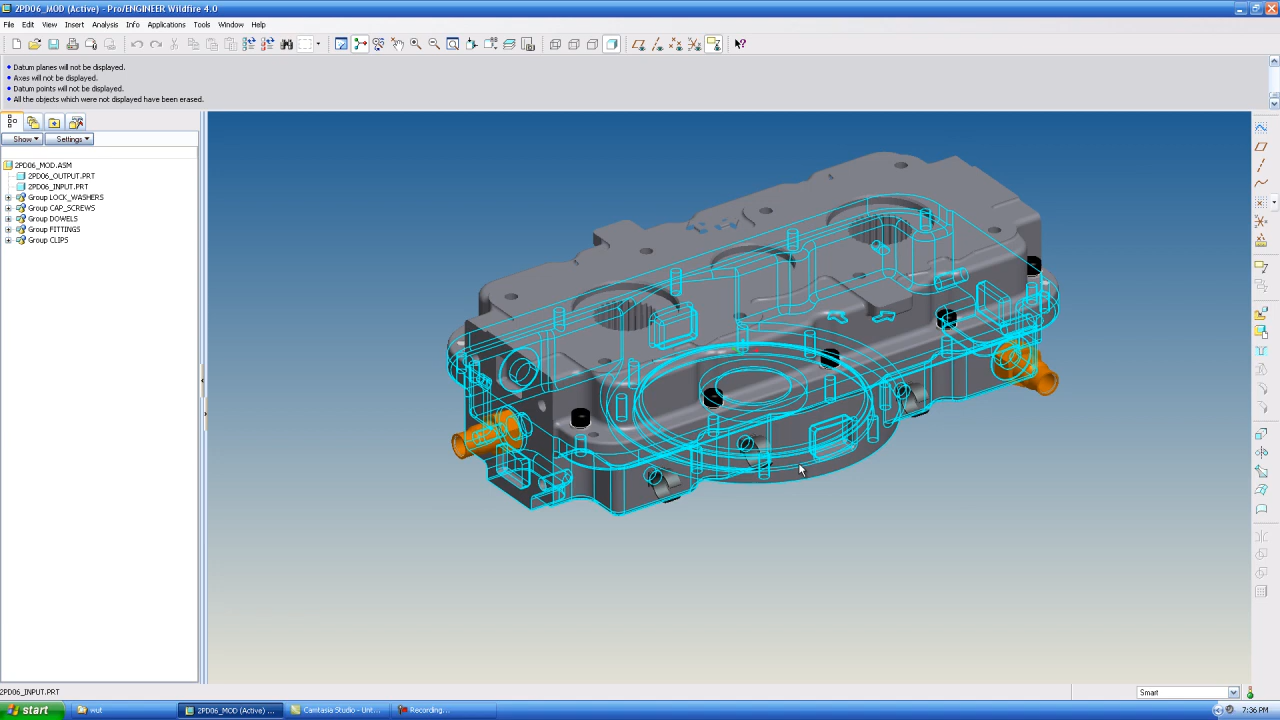 2PD06_MOD (Active) - Pro/ENGINEER Wildfire 4.0
File Edit View Insert Analysis Info Applications Tools Window Help
• Datum planes will not be displayed.
• Axes will not be displayed.
• Datum points will not be displayed.
• All the objects which were not displayed have been erased.
Show Settings
2PD06_MOD.ASM
2PD06_OUTPUT.PRT
2PD06_INPUT.PRT
Group LOCK_WASHERS
Group CAP_SCREWS
Group DOWELS
Group FITTINGS
Group CLIPS
2PD06_INPUT.PRT
Smart
start
wut
2PD06_MOD (Active) ...
Camtasia Studio - Unt...
Recording...
7:36 PM